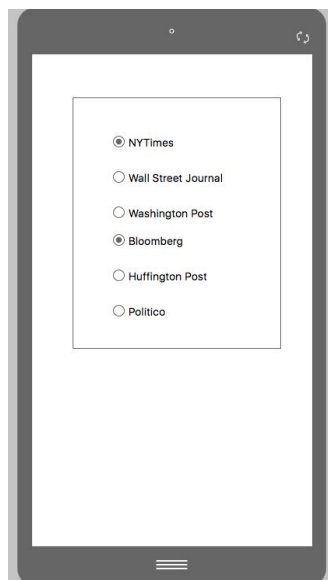 NYTimes
Wall Street Journal
Washington Post
Bloomberg
Huffington Post
Politico